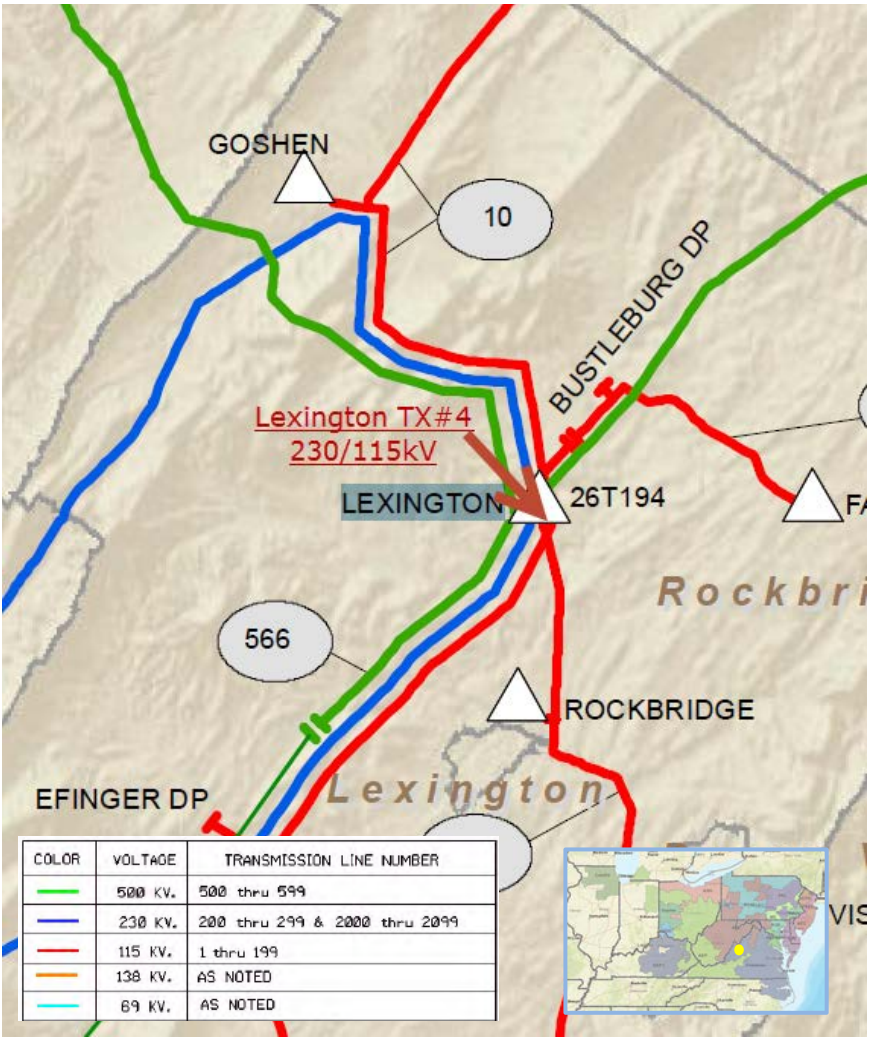 GOSHEN
10
BUSTLEBURG DP
Lexington TX#4
230/115kV
LEXINGTON
26T194
FA
Rockbri
566
ROCKBRIDGE
Lexington
EFINGER DP
VIS
COLOR VOLTAGE TRANSMISSION LINE NUMBER
500 KV. 500 thru 599
230 KV. 200 thru 299 & 2000 thru 2099
115 KV. 1 thru 199
138 KV. AS NOTED
69 KV. AS NOTED